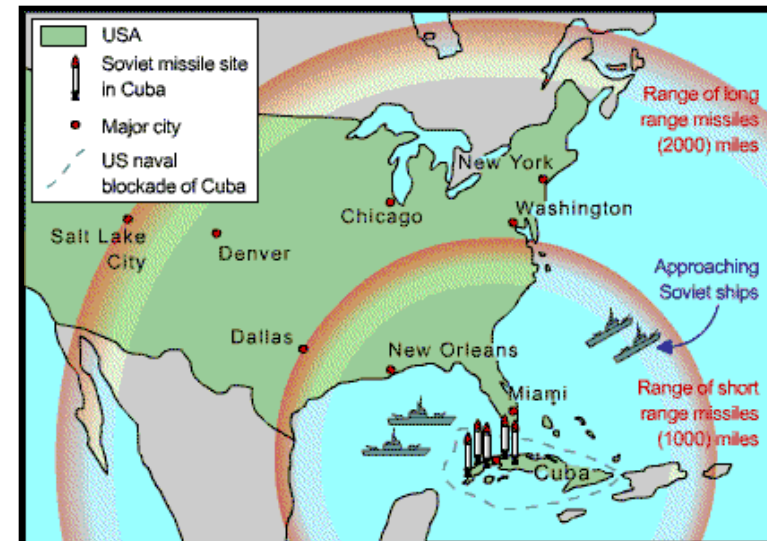 USA
Soviet missile site
in Cuba
Major city
US naval
blockade of Cuba
Range of long
range missiles
(2000) miles
New York
Chicago
Washington
Salt Lake
City
Denver
Approaching
Soviet ships
Dallas
New Orleans
Miami
Range of short
range missiles
(1000) miles
Cuba